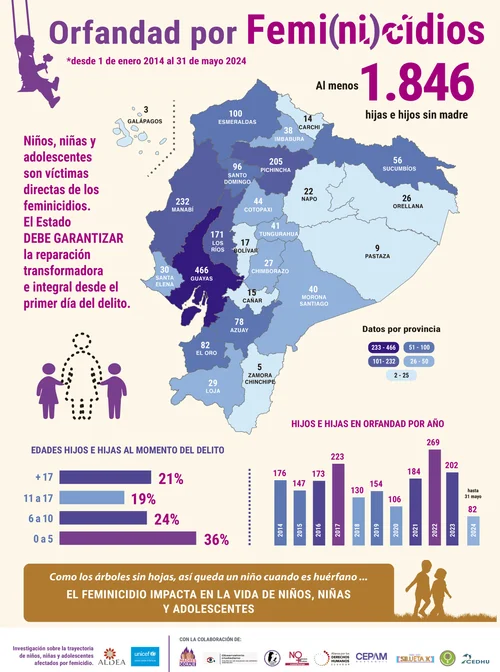 Orfandad por Femi(ni)cidios
*desde 1 de enero 2014 al 31 de mayo 2024
Al menos 1.846
hijas e hijos sin madre
Niños, niñas y
adolescentes
son víctimas
directas de los
feminicidios.
El Estado
DEBE GARANTIZAR
la reparación
transformadora
e integral desde el
primer día del delito.
3
GALÁPAGOS
100
ESMERALDAS
14
CARCHI
38
IMBABURA
96
SANTO
DOMINGO
205
PICHINCHA
56
SUCUMBÍOS
232
MANABÍ
44
COTOPAXI
22
NAPO
26
ORELLANA
171
LOS
RÍOS
17
BOLÍVAR
41
TUNGURAHUA
9
PASTAZA
30
SANTA
ELENA
466
GUAYAS
27
CHIMBORAZO
15
CAÑAR
40
MORONA
SANTIAGO
78
AZUAY
82
EL ORO
29
LOJA
5
ZAMORA
CHINCHIPE
Datos por provincia
233 - 466
51 - 100
101- 232
26 - 50
2 - 25
EDADES HIJOS E HIJAS AL MOMENTO DEL DELITO
+ 17
21%
11 a 17
19%
6 a 10
24%
0 a 5
36%
HIJOS E HIJAS EN ORFANDAD POR AÑO
176
147
173
223
130
154
106
184
269
202
hasta
31 mayo
82
2014
2015
2016
2017
2018
2019
2020
2021
2022
2023
2024
Como los árboles sin hojas, así queda un niño cuando es huérfano ...
EL FEMINICIDIO IMPACTA EN LA VIDA DE NIÑOS, NIÑAS
Y ADOLESCENTES
Investigación sobre la trayectoria
de niños, niñas y adolescentes
afectados por femicidio.
ALDEA
unicef
CON LA COLABORACIÓN DE:
NO
DERECHOS HUMANOS
CEPAM
CEDHU